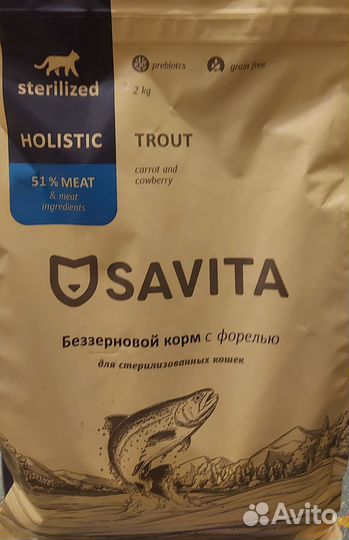 sterilized
prebiotcs
grain free
2 kg
HOLISTIC
TROUT
51 % MEAT
& meat
ingredients
carrot and
cowberry
SAVITA
Беззерновой корм с форелью
для стерилизованных кошек
Avito